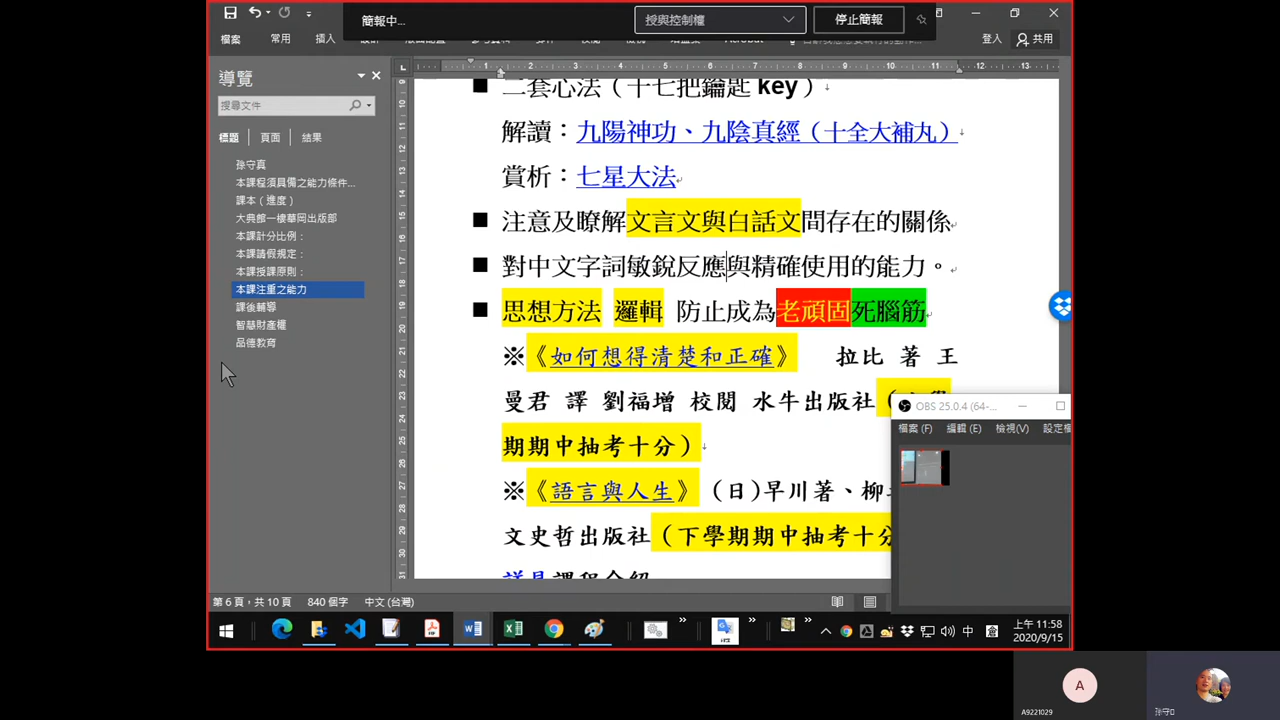 簡報中...
授與控制權
停止簡報
檔案
常用
插入
登入
共用
導覽
搜尋文件
標題 頁面 結果
孫守真
本課程須具備之能力條件...
課本（進度）
大典館一樓華岡出版部
本課計分比例：
本課請假規定：
本課授課原則：
本課注重之能力
課後輔導
智慧財產權
品德教育
二套心法（十七把鑰匙 key）
解讀：九陽神功、九陰真經（十全大補丸）
賞析：七星大法
注意及瞭解文言文與白話文間存在的關係
對中文字詞敏銳反應與精確使用的能力。
思想方法 邏輯 防止成為老頑固死腦筋
※《如何想得清楚和正確》 拉比 著 王
曼君 譯 劉福增 校閱 水牛出版社（
期期中抽考十分）
※《語言與人生》（日）早川著、柳
文史哲出版社（下學期期中抽考十分
詳見課程介紹
OBS 25.0.4 (64-...
檔案 (F) 編輯 (E) 檢視(V) 設定檔
第 6 頁，共 10 頁 840 個字 中文 (台灣)
中
上午 11:58
2020/9/15
A
A9221029